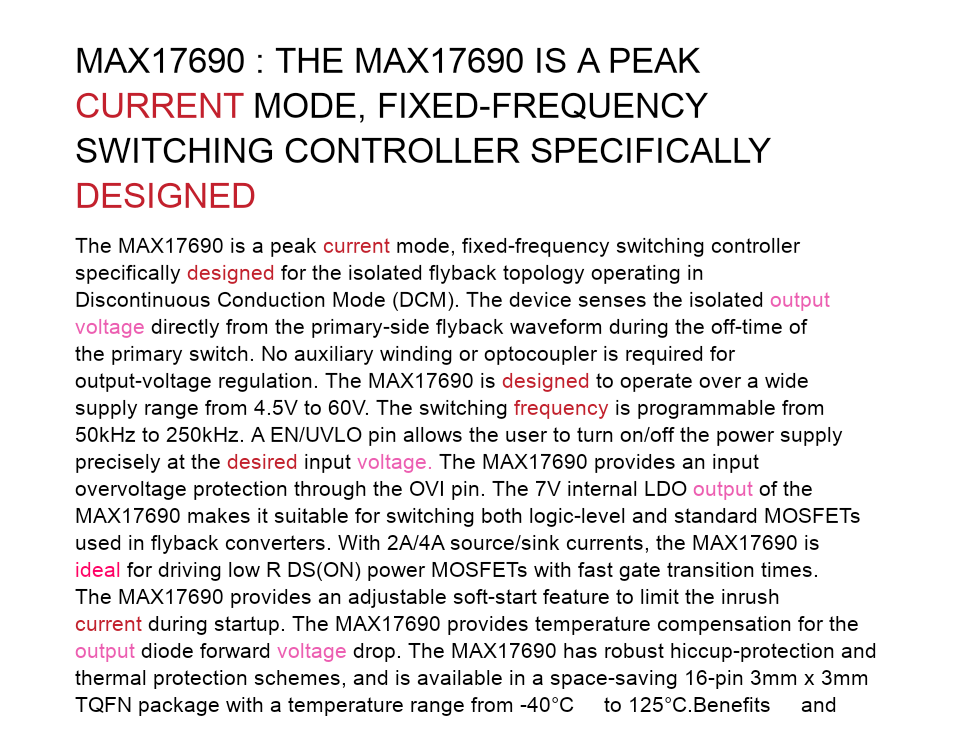 MAX17690 : THE MAX17690 IS A PEAK
CURRENT MODE, FIXED-FREQUENCY
SWITCHING CONTROLLER SPECIFICALLY
DESIGNED
The MAX17690 is a peak current mode, fixed-frequency switching controller
specifically designed for the isolated flyback topology operating in
Discontinuous Conduction Mode (DCM). The device senses the isolated output
voltage directly from the primary-side flyback waveform during the off-time of
the primary switch. No auxiliary winding or optocoupler is required for
output-voltage regulation. The MAX17690 is designed to operate over a wide
supply range from 4.5V to 60V. The switching frequency is programmable from
50kHz to 250kHz. A EN/UVLO pin allows the user to turn on/off the power supply
precisely at the desired input voltage. The MAX17690 provides an input
overvoltage protection through the OVI pin. The 7V internal LDO output of the
MAX17690 makes it suitable for switching both logic-level and standard MOSFETs
used in flyback converters. With 2A/4A source/sink currents, the MAX17690 is
ideal for driving low R DS(ON) power MOSFETs with fast gate transition times.
The MAX17690 provides an adjustable soft-start feature to limit the inrush
current during startup. The MAX17690 provides temperature compensation for the
output diode forward voltage drop. The MAX17690 has robust hiccup-protection and
thermal protection schemes, and is available in a space-saving 16-pin 3mm x 3mm
TQFN package with a temperature range from -40°C to 125°C.Benefits and